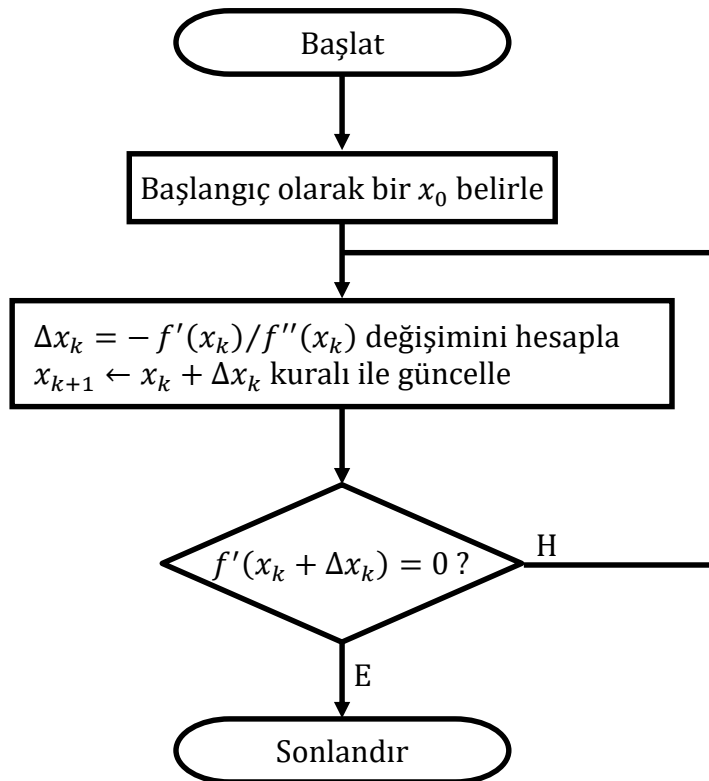 Başlat
Başlangıç olarak bir x₀ belirle
Δxₖ = − f′(xₖ)/f′′(xₖ) değişimini hesapla
xₖ₊₁ ← xₖ + Δxₖ kuralı ile güncelle
f′(xₖ + Δxₖ) = 0 ?
H
E
Sonlandır